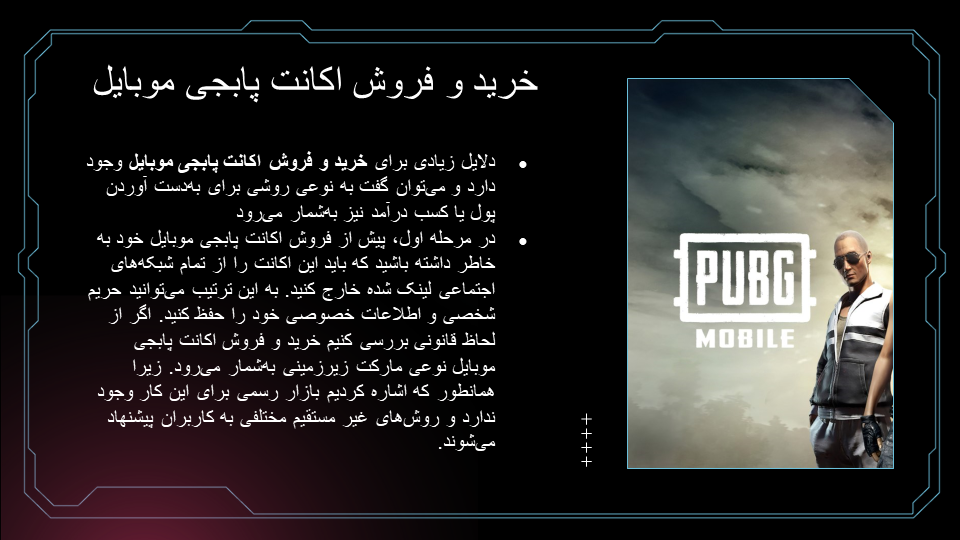 خرید و فروش اکانت پابجی موبایل
• دلایل زیادی برای خرید و فروش اکانت پابجی موبایل وجود
دارد و می‌توان گفت به نوعی روشی برای به‌دست آوردن
پول یا کسب درآمد نیز به‌شمار می‌رود
• در مرحله اول، پیش از فروش اکانت پابجی موبایل خود به
خاطر داشته باشید که باید این اکانت را از تمام شبکه‌های
اجتماعی لینک شده خارج کنید. به این ترتیب می‌توانید حریم
شخصی و اطلاعات خصوصی خود را حفظ کنید. اگر از
لحاظ قانونی بررسی کنیم خرید و فروش اکانت پابجی
موبایل نوعی مارکت زیرزمینی به‌شمار می‌رود. زیرا
همانطور که اشاره کردیم بازار رسمی برای این کار وجود
ندارد و روش‌های غیر مستقیم مختلفی به کاربران پیشنهاد
می‌شوند.
PUBG
MOBILE